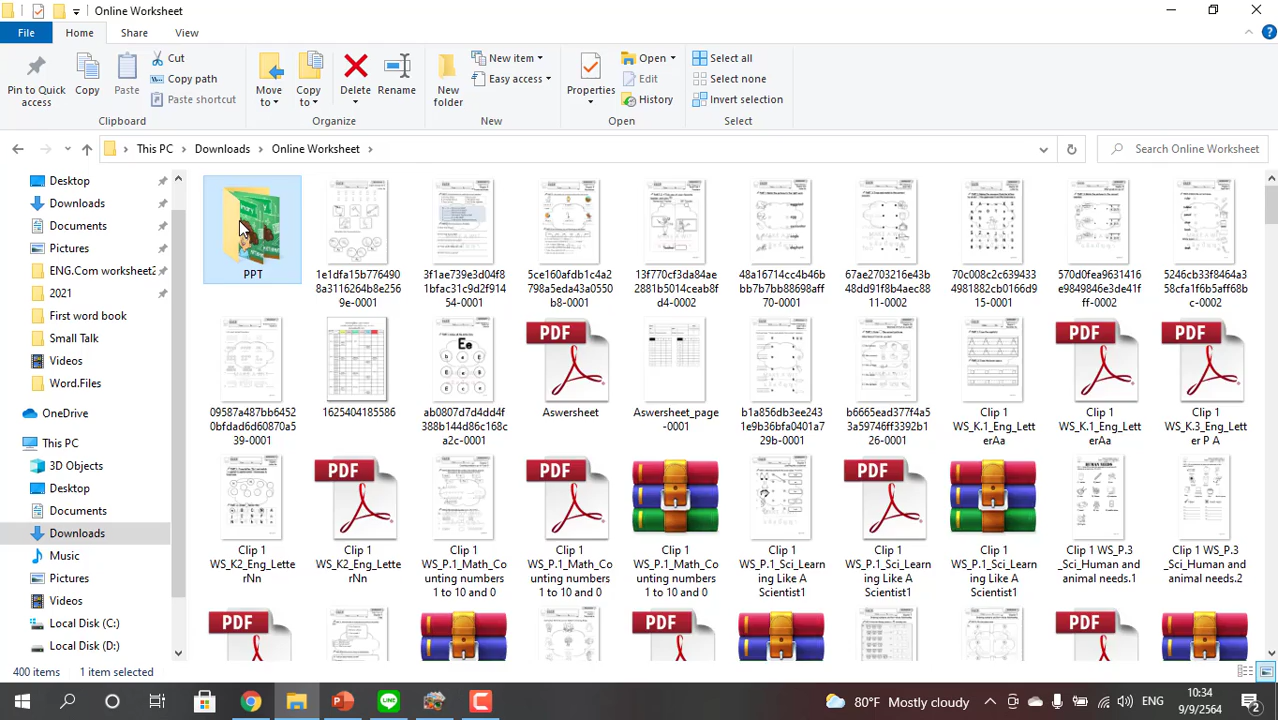 Online Worksheet
File Home Share View
Pin to Quick access
Copy
Paste
Cut
Copy path
Paste shortcut
Clipboard
Move to
Copy to
Delete
Rename
Organize
New folder
New item
Easy access
New
Properties
Open
Edit
History
Open
Select all
Select none
Invert selection
Select
This PC > Downloads > Online Worksheet >
Search Online Worksheet
Desktop
Downloads
Documents
Pictures
ENG.Com worksheet2
2021
First word book
Small Talk
Videos
Word.Files
OneDrive
This PC
3D Objects
Desktop
Documents
Downloads
Music
Pictures
Videos
Local Disk (C:)
Local Disk (D:)
PPT
1e1dfa15b776490
8a3116264b8e256
9e-0001
3f1ae739e3d04f8
1bfac31c9d2f914
54-0001
5ce160afdb1c4a2
798a5eda43a0550
b8-0001
13f770cf3da84ae
2881b5014ceab8f
d4-0002
48a16714cc4b46b
bb7b7bb88698aff
70-0001
67ae2703216e43b
48dd91f8b4aec88
11-0002
70c008c2c639433
4981882cb0166d9
15-0001
570d0fea9631416
e9849846e3de41f
ff-0002
5246cb33f8464a3
58cfa1f6b5aff68b
c-0002
09587a487bb6452
0bfdad6d60870a5
39-0001
1625404185586
Ee
ab0807d7d4dd4f
388b144d86c168c
a2c-0001
PDF
Aswersheet
Aswersheet_page
-0001
b1a856db3ee243
1e9b36bfa0401a7
29b-0001
b6665ead377f4a5
3a59746ff3392b1
2b-0001
Clip 1
WS_K.1_Eng_Lett
erAa
PDF
Clip 1
WS_K.1_Eng_Lett
erAa
PDF
Clip 1
WS_K.3_Eng_Lett
er P A
Clip 1
WS_K2_Eng_Lette
rNn
PDF
Clip 1
WS_K2_Eng_Lette
rNn
Clip 1
WS_P.1_Math_Co
unting numbers
1 to 10 and 0
PDF
Clip 1
WS_P.1_Math_Co
unting numbers
1 to 10 and 0
Clip 1
WS_P.1_Math_Co
unting numbers
1 to 10 and 0
Clip 1
WS_P.1_Sci_Learn
ing Like A
Scientist1
PDF
Clip 1
WS_P.1_Sci_Learn
ing Like A
Scientist1
Clip 1
WS_P.1_Sci_Learn
ing Like A
Scientist1
HUMAN NEEDS
Clip 1 WS_P.3
_Sci_Human and
animal needs.1
Clip 1 WS_P.3
_Sci_Human and
animal needs.2
PDF
PDF
PDF
400 items 1 item selected
80°F Mostly cloudy
ENG
10:34
9/9/2564
2